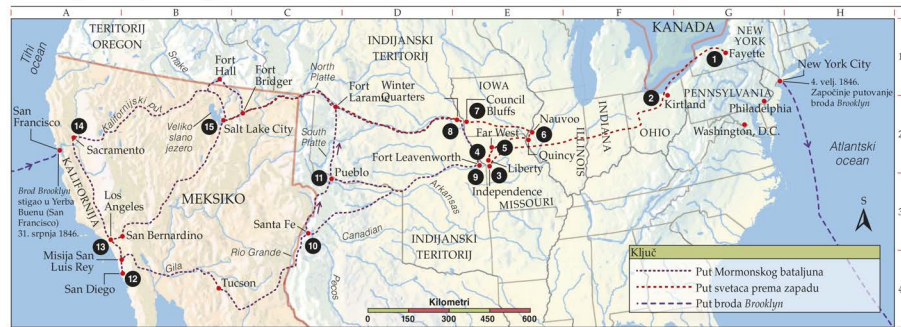 A
B
C
D
E
F
G
H
1
2
3
4
Tihi
ocean
TERITORIJ
OREGON
Snake
Fort
Hall
Fort
Bridger
North
Platte
INDIJANSKI
TERITORIJ
Fort
Laramie
Winter
Quarters
IOWA
Council
Bluffs
Nauvoo
KANADA
NEW
YORK
Fayette
New York City
4. velj. 1846.
Započinje putovanje
broda Brooklyn
PENNSYLVANIA
Philadelphia
Kirtland
Washington, D.C.
OHIO
INDIANA
ILLINOIS
Atlantski
ocean
San
Francisco
Kalifornijski put
Sacramento
Veliko
slano
jezero
Salt Lake City
South
Platte
Far West
Quincy
Fort Leavenworth
Liberty
Independence
MISSOURI
Pueblo
Arkansas
KALIFORNIJA
Brod Brooklyn
stigao u Yerba
Buenu (San
Francisco)
31. srpnja 1846.
Los
Angeles
MEKSIKO
San Bernardino
Santa Fe
Canadian
Rio Grande
INDIJANSKI
TERITORIJ
Misija San
Luis Rey
San Diego
Gila
Tucson
Pecos
1
2
3
4
5
6
7
8
9
10
11
12
13
14
15
S
Kilometri
0 150 300 450 600
Ključ
Put Mormonskog bataljuna
Put svetaca prema zapadu
Put broda Brooklyn